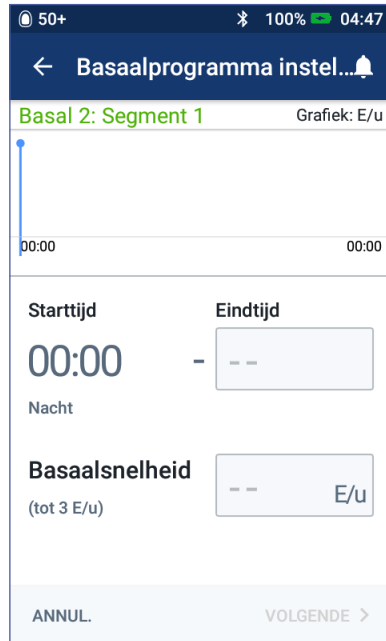 50+ 100% 04:47
Basaalprogramma instel...
Basal 2: Segment 1 Grafiek: E/u
00:00 00:00
Starttijd Eindtijd
00:00 - --
Nacht
Basaalsnelheid -- E/u
(tot 3 E/u)
ANNUL. VOLGENDE >